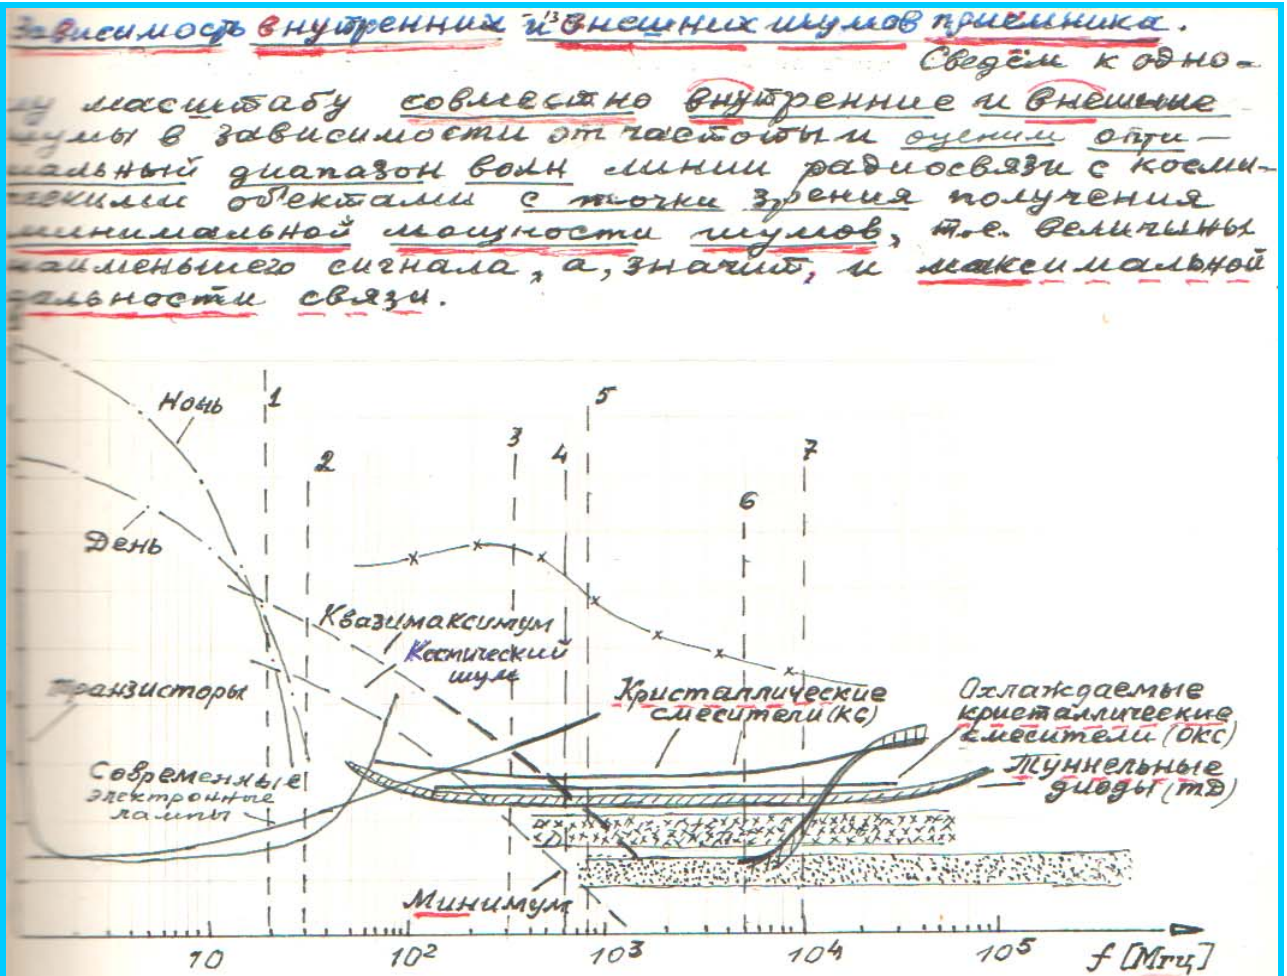 Зависимость внутренних -13- и внешних шумов приемника.
Сведём к одно-
му масштабу совместно внутренние и внешние
шумы в зависимости от частоты и оценим опти-
мальный диапазон волн линии радиосвязи с косми-
ческими объектами с точки зрения получения
минимальной мощности шумов, т.е. величины
наименьшего сигнала, а, значит, и максимальной
дальности связи.
Ночь
1
2
3
4
5
6
7
День
Квазимаксимум
Космический
шум
Транзисторы
Кристаллические
смесители (КС)
Охлаждаемые
кристаллические
смесители (ОКС)
Современные
электронные
лампы
Туннельные
диоды (ТД)
Минимум
10
10²
10³
10⁴
10⁵
f [Мгц]